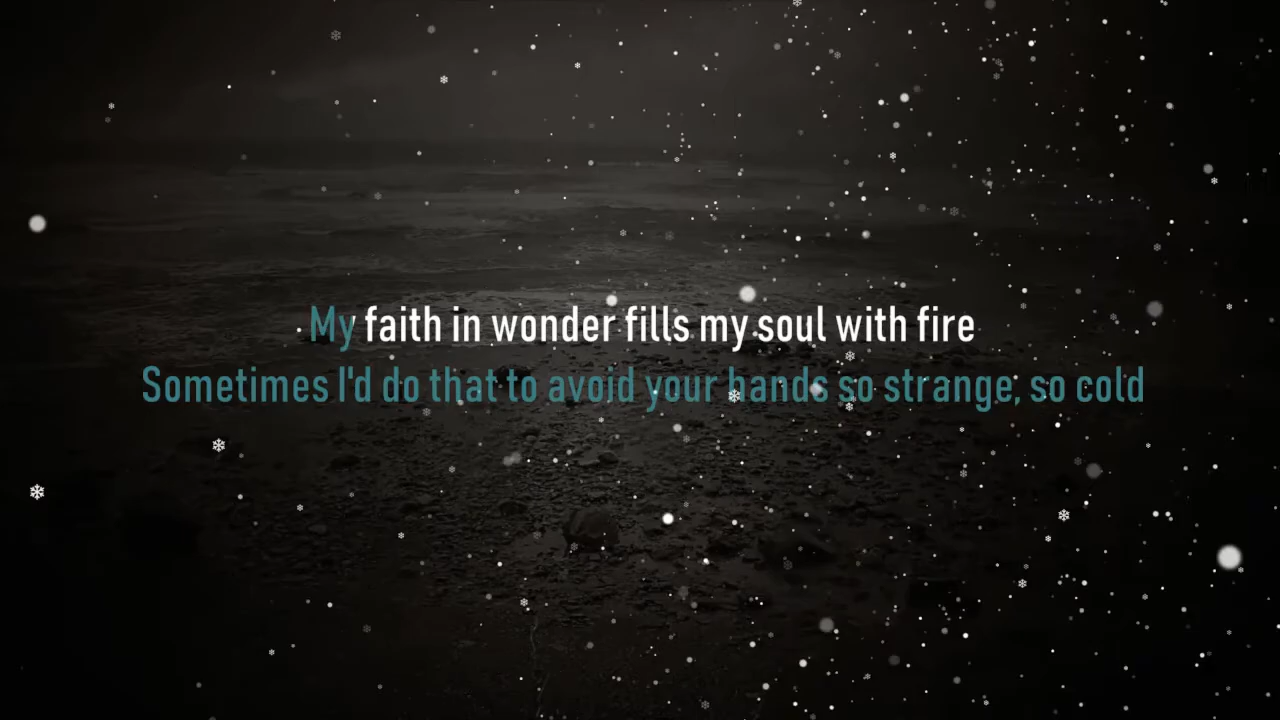 My faith in wonder fills my soul with fire
Sometimes I'd do that to avoid your hands so strange, so cold